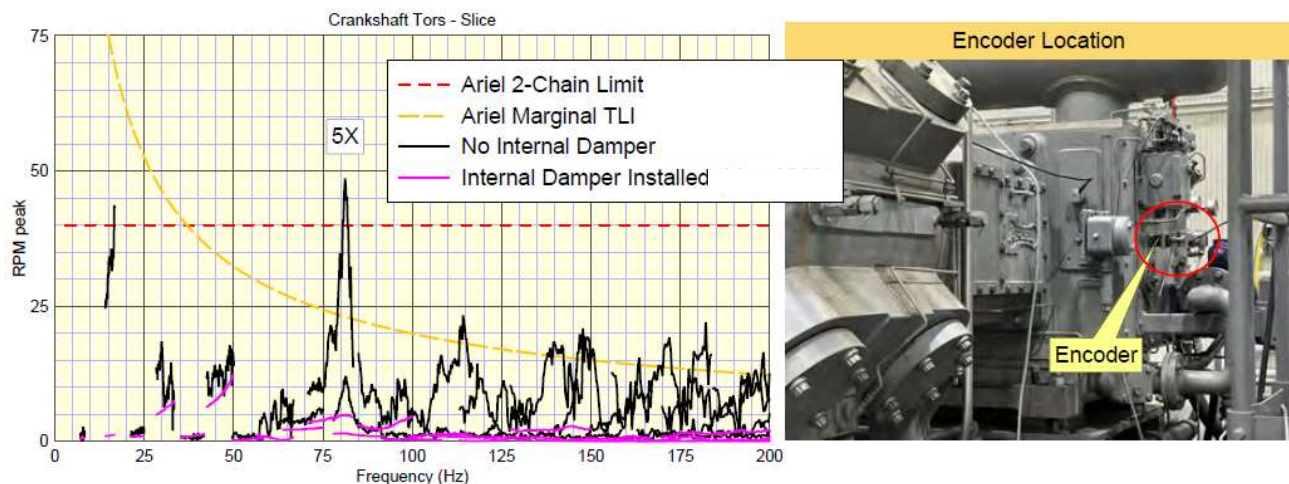 Crankshaft Tors - Slice
75
50
25
0
RPM peak
0
25
50
75
100
125
150
175
200
Frequency (Hz)
5X
Ariel 2-Chain Limit
Ariel Marginal TLI
No Internal Damper
Internal Damper Installed
Encoder Location
Encoder